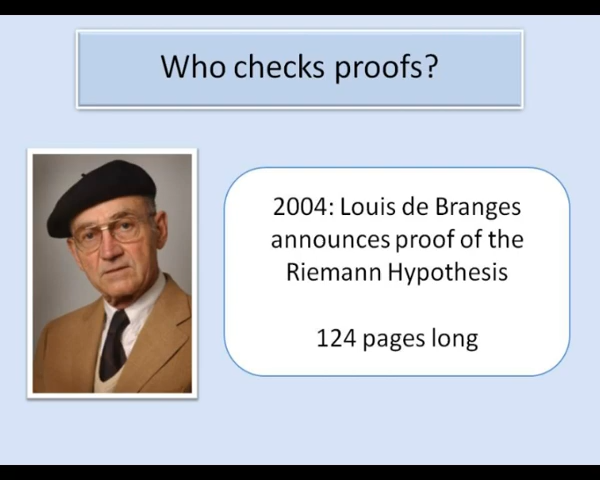 Who checks proofs?
2004: Louis de Branges
announces proof of the
Riemann Hypothesis
124 pages long